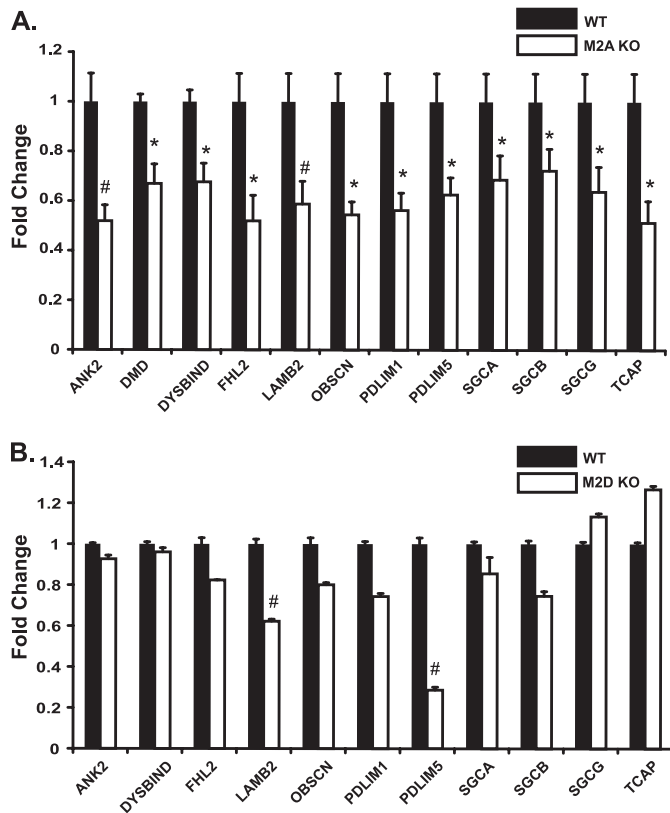 A.
WT
M2A KO
Fold Change
1.2
1
0.8
0.6
0.4
0.2
0
# * * * # * * * * * * *
ANK2 DMD DYSBIND FHL2 LAMB2 OBSCN PDLIM1 PDLIM5 SGCA SGCB SGCG TCAP
B.
WT
M2D KO
Fold Change
1.4
1.2
1
0.8
0.6
0.4
0.2
0
# #
ANK2 DYSBIND FHL2 LAMB2 OBSCN PDLIM1 PDLIM5 SGCA SGCB SGCG TCAP